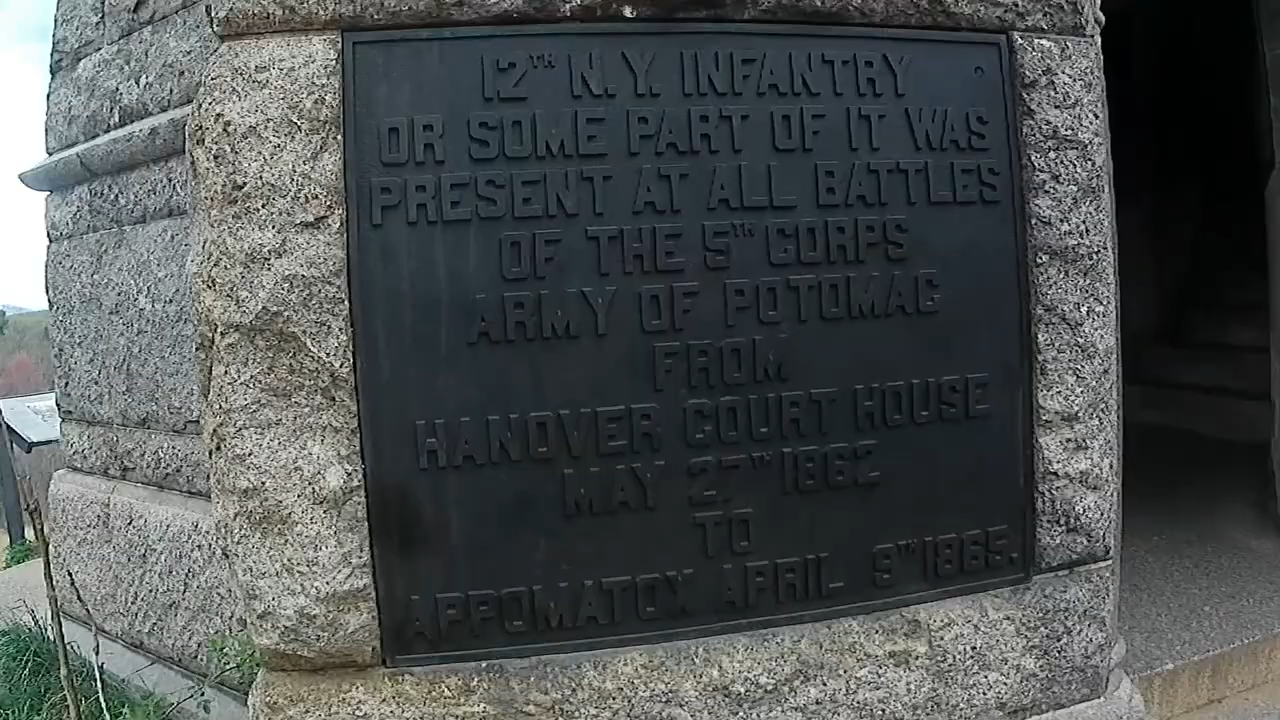 12TH N.Y. INFANTRY
OR SOME PART OF IT WAS
PRESENT AT ALL BATTLES
OF THE 5TH CORPS
ARMY OF POTOMAC
FROM
HANOVER COURT HOUSE
MAY 27TH 1862
TO
APPOMATOX APRIL 9TH 1865.